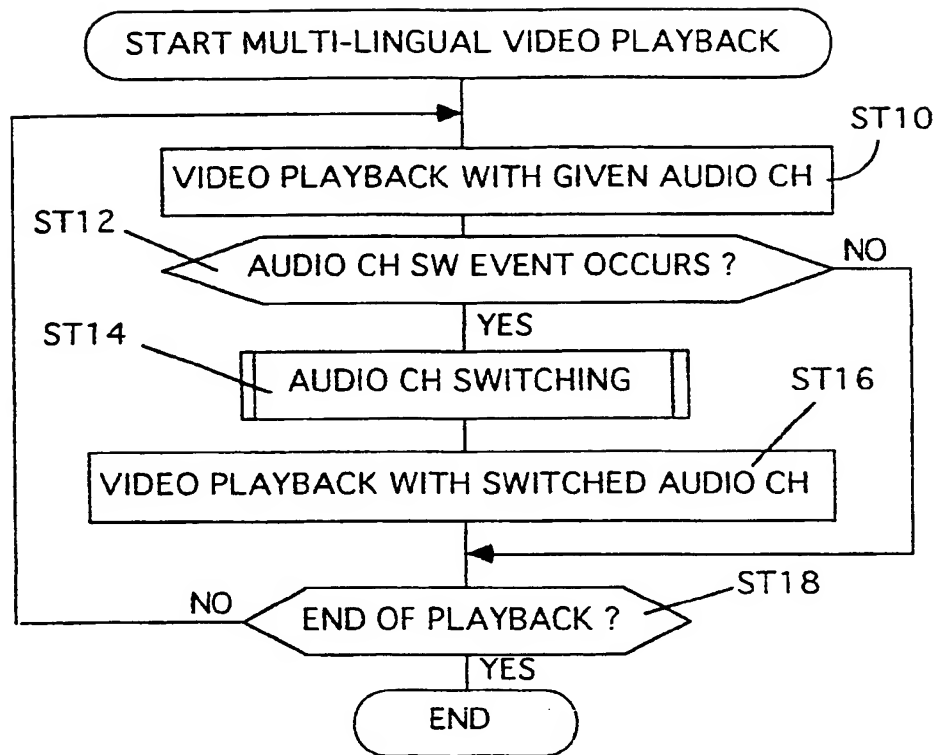 START MULTI-LINGUAL VIDEO PLAYBACK
ST10
VIDEO PLAYBACK WITH GIVEN AUDIO CH
ST12
AUDIO CH SW EVENT OCCURS ?
NO
YES
ST14
AUDIO CH SWITCHING
ST16
VIDEO PLAYBACK WITH SWITCHED AUDIO CH
ST18
NO
END OF PLAYBACK ?
YES
END